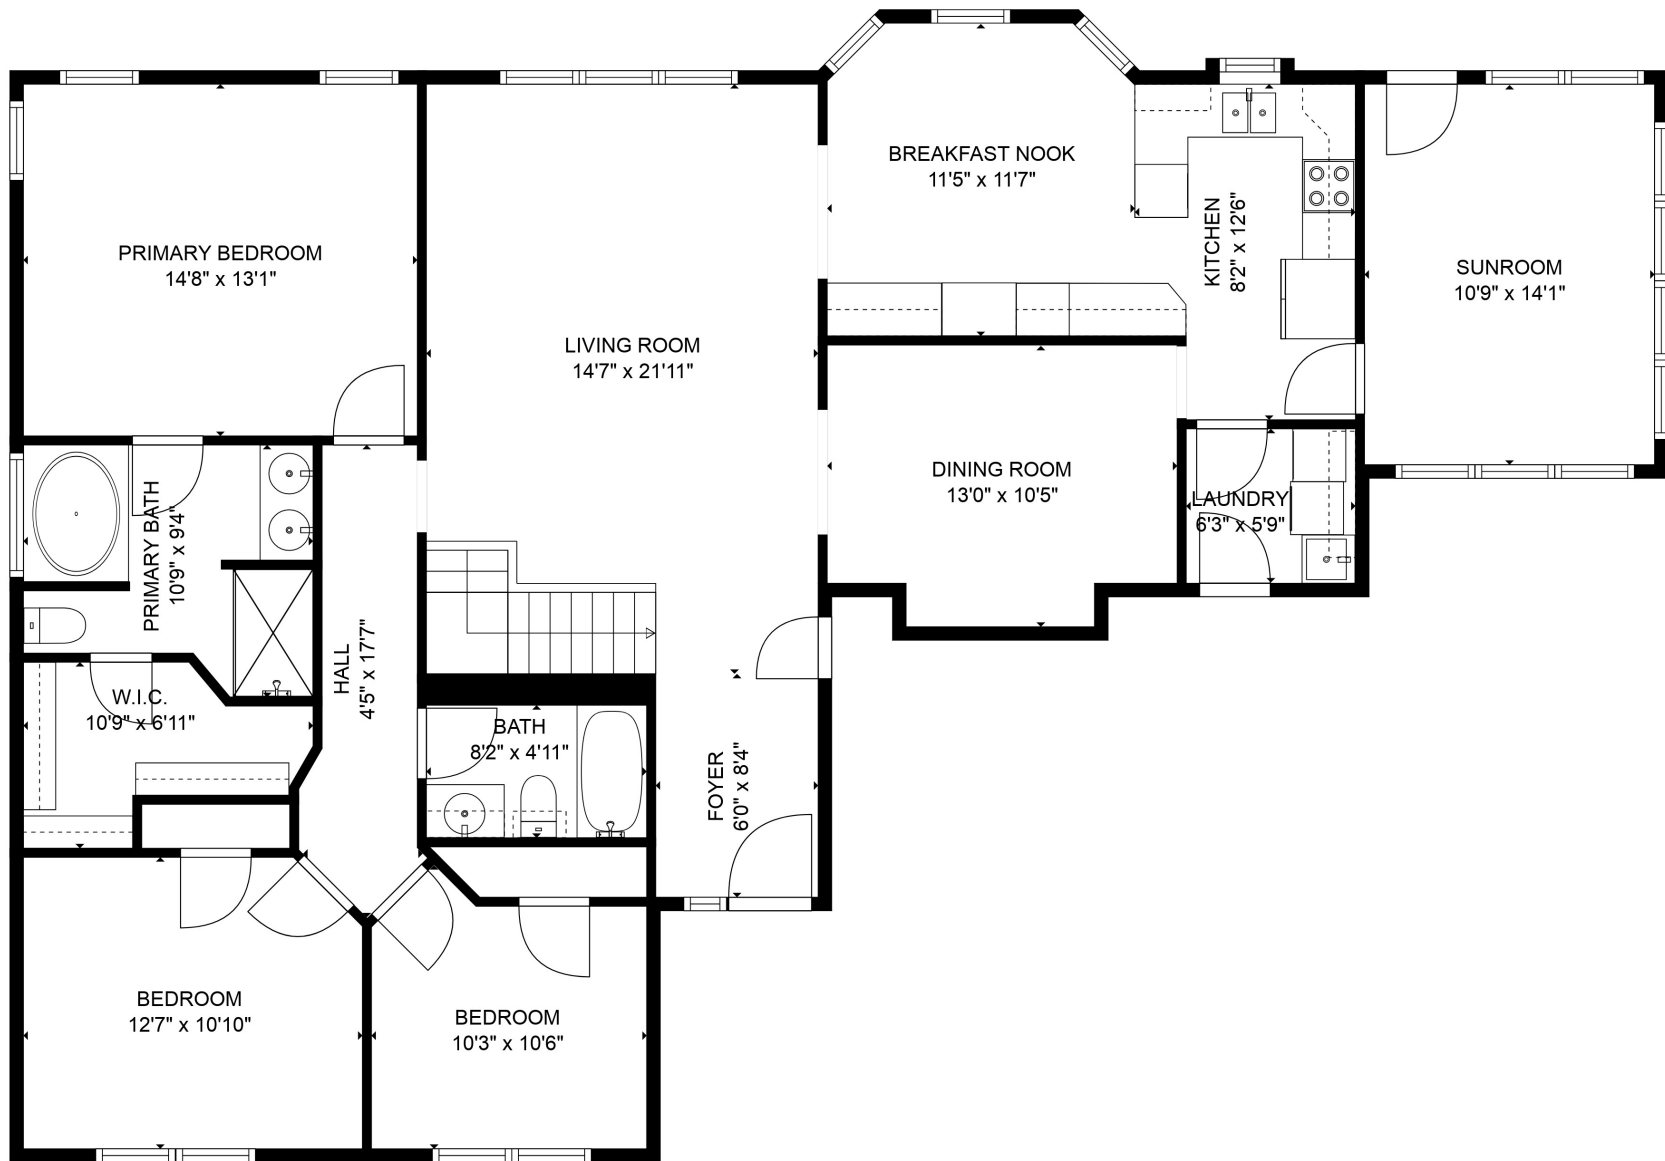 BREAKFAST NOOK
11'5" x 11'7"
KITCHEN
8'2" x 12'6"
PRIMARY BEDROOM
14'8" x 13'1"
SUNROOM
10'9" x 14'1"
LIVING ROOM
14'7" x 21'11"
DINING ROOM
13'0" x 10'5"
LAUNDRY
6'3" x 5'9"
PRIMARY BATH
10'9" x 9'4"
HALL
4'5" x 17'7"
W.I.C.
10'9" x 6'11"
BATH
8'2" x 4'11"
FOYER
6'0" x 8'4"
BEDROOM
12'7" x 10'10"
BEDROOM
10'3" x 10'6"